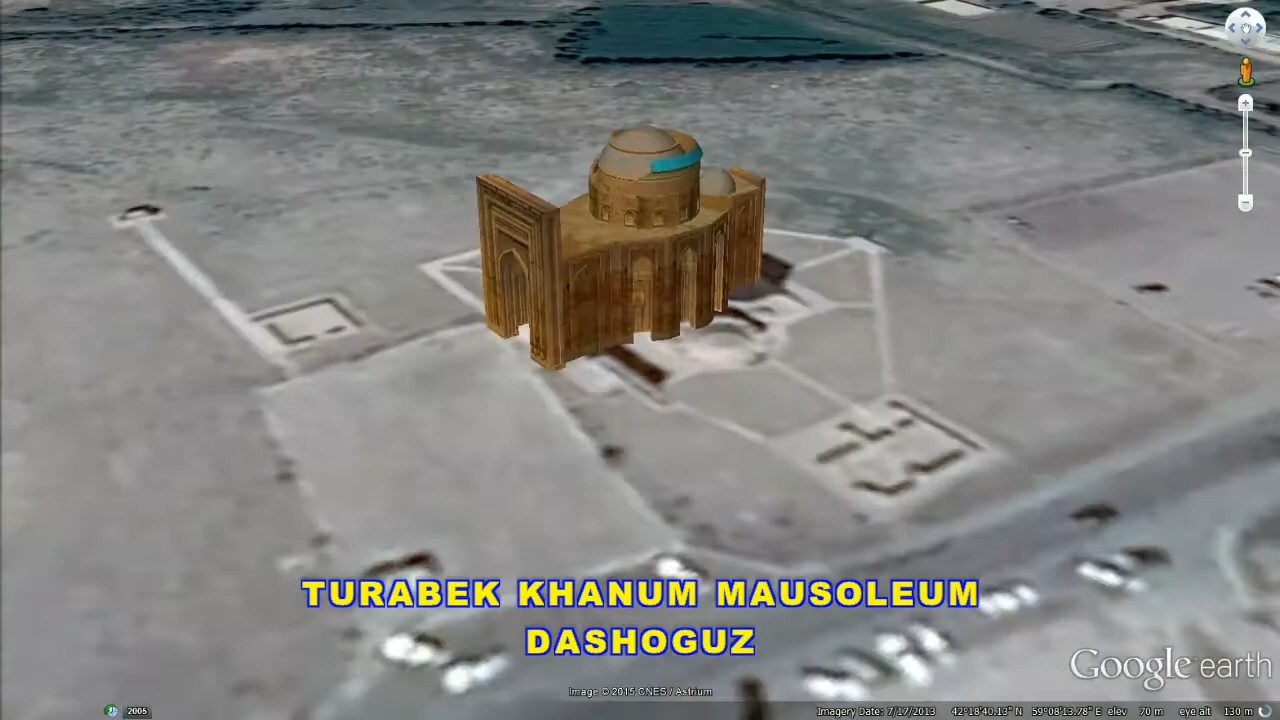 TURABEK KHANUM MAUSOLEUM
DASHOGUZ
Google earth
Image © 2015 CNES / Astrium
2005
Imagery Date: 7/17/2013 42°18'40.13" N 59°08'13.78" E elev 70 m eye alt 130 m